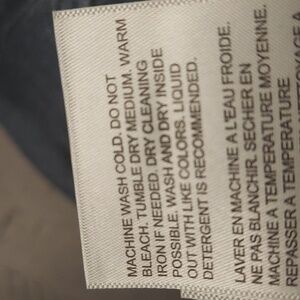 MACHINE WASH COLD. DO NOT
BLEACH. TUMBLE DRY MEDIUM. WARM
IRON IF NEEDED. DRY CLEANING
POSSIBLE. WASH AND DRY INSIDE
OUT WITH LIKE COLORS. LIQUID
DETERGENT IS RECOMMENDED.
LAVER EN MACHINE A L'EAU FROIDE.
NE PAS BLANCHIR. SECHER EN
MACHINE A TEMPERATURE MOYENNE.
REPASSER A TEMPERATURE